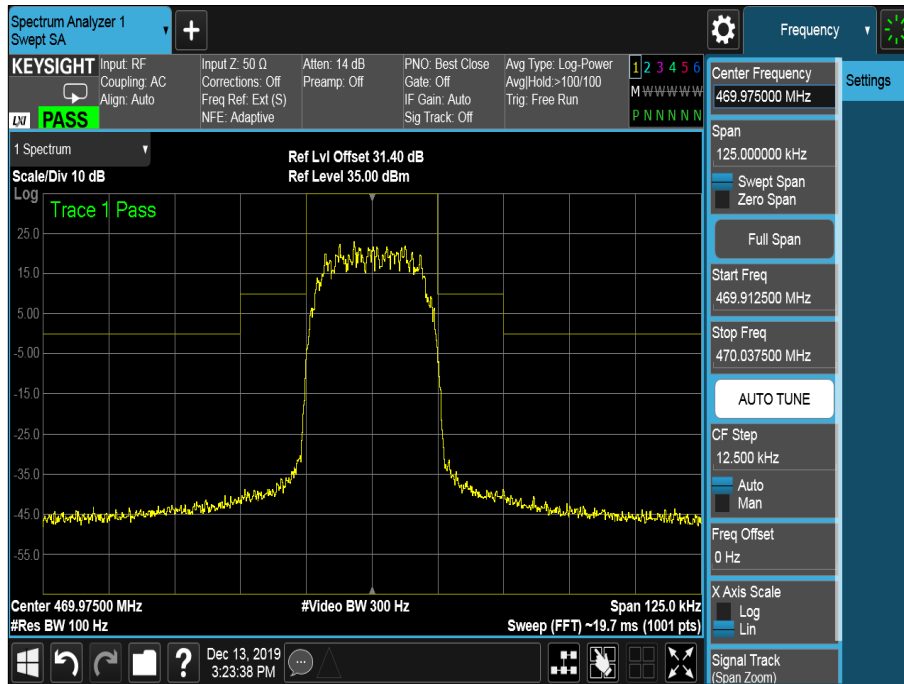 Spectrum Analyzer 1
Swept SA
Frequency
KEYSIGHT
Input: RF
Coupling: AC
Align: Auto
LXI
PASS
Input Z: 50 Ω
Corrections: Off
Freq Ref: Ext (S)
NFE: Adaptive
Atten: 14 dB
Preamp: Off
PNO: Best Close
Gate: Off
IF Gain: Auto
Sig Track: Off
Avg Type: Log-Power
Avg|Hold:>100/100
Trig: Free Run
1 2 3 4 5 6
M W W W W W
P N N N N N
1 Spectrum
Scale/Div 10 dB
Ref Lvl Offset 31.40 dB
Ref Level 35.00 dBm
Log
Trace 1 Pass
25.0
15.0
5.00
-5.00
-15.0
-25.0
-35.0
-45.0
-55.0
Center 469.97500 MHz
#Res BW 100 Hz
#Video BW 300 Hz
Span 125.0 kHz
Sweep (FFT) ~19.7 ms (1001 pts)
Center Frequency
469.975000 MHz
Settings
Span
125.000000 kHz
Swept Span
Zero Span
Full Span
Start Freq
469.912500 MHz
Stop Freq
470.037500 MHz
AUTO TUNE
CF Step
12.500 kHz
Auto
Man
Freq Offset
0 Hz
X Axis Scale
Log
Lin
Signal Track
(Span Zoom)
?
Dec 13, 2019
3:23:38 PM